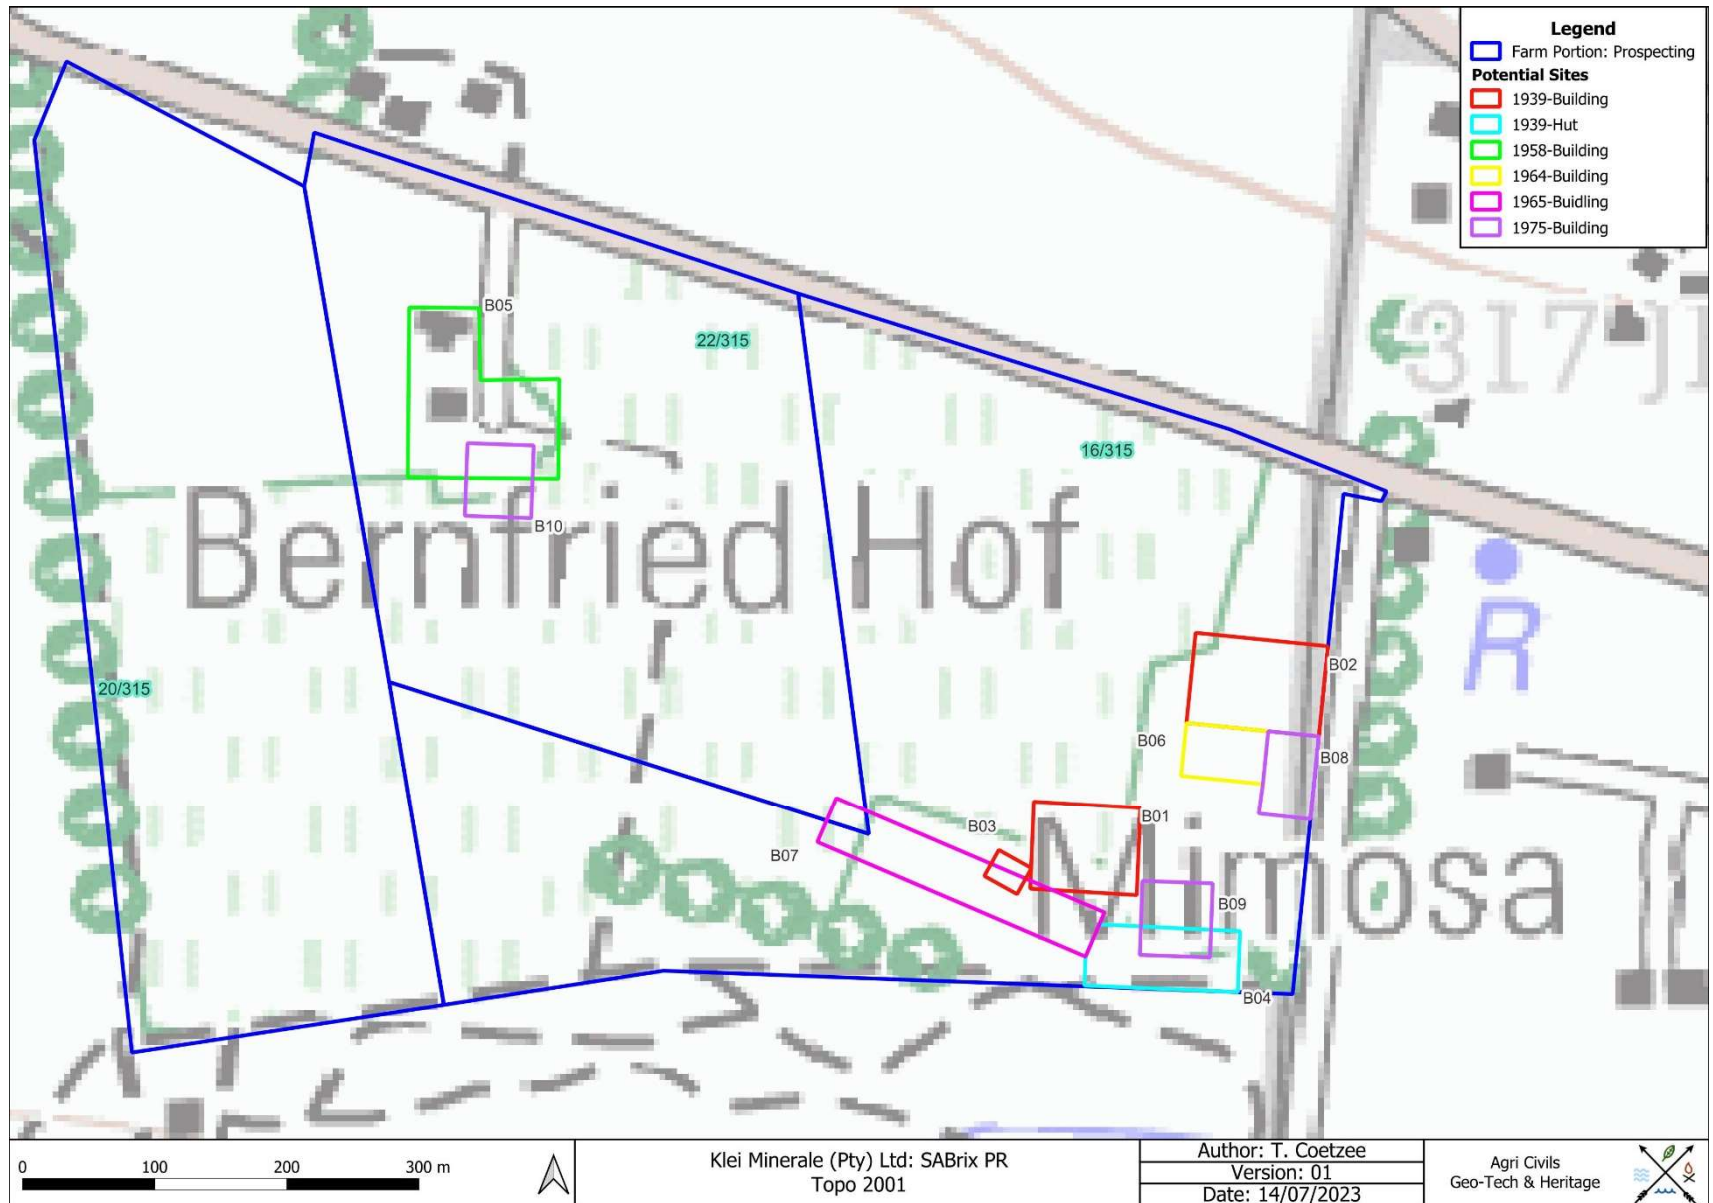 Legend
Farm Portion: Prospecting
Potential Sites
1939-Building
1939-Hut
1958-Building
1964-Building
1965-Buidling
1975-Building
B05
22/315
317 J
16/315
B10
Bernfried Hof
R
B02
20/315
B06
B08
B01
B03
B07
Mimosa
B09
B04
0 100 200 300 m
Klei Minerale (Pty) Ltd: SABrix PR
Topo 2001
Author: T. Coetzee
Version: 01
Date: 14/07/2023
Agri Civils
Geo-Tech & Heritage